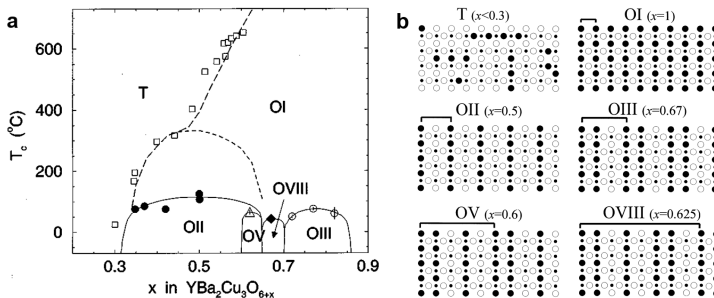 a
600
400
200
0
T_c (°C)
T
OI
OII
OV
OVIII
OIII
0.3 0.5 0.7 0.9
x in YBa₂Cu₃O₆₊ₓ
b
T (x<0.3)
OI (x=1)
OII (x=0.5)
OIII (x=0.67)
OV (x=0.6)
OVIII (x=0.625)